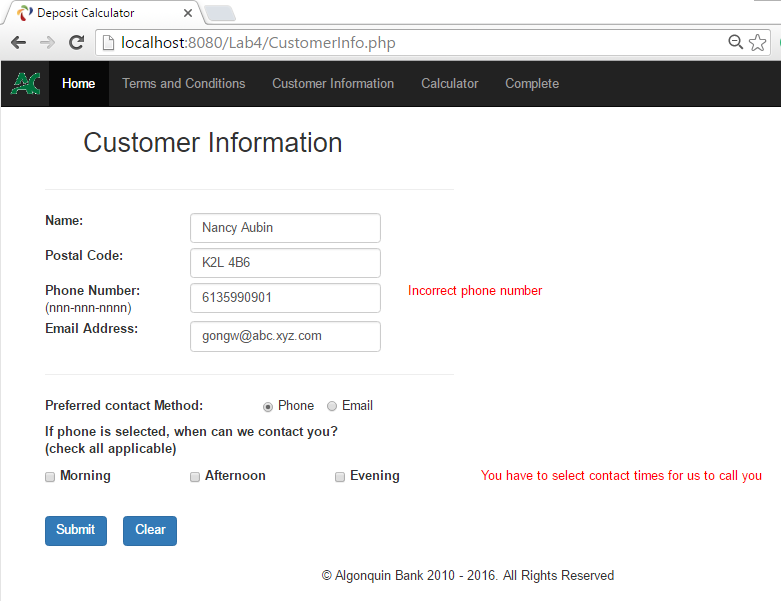 Deposit Calculator
localhost:8080/Lab4/CustomerInfo.php
AC Home Terms and Conditions Customer Information Calculator Complete
Customer Information
Name: Nancy Aubin
Postal Code: K2L 4B6
Phone Number: 6135990901 Incorrect phone number
(nnn-nnn-nnnn)
Email Address: gongw@abc.xyz.com
Preferred contact Method: Phone Email
If phone is selected, when can we contact you?
(check all applicable)
Morning Afternoon Evening You have to select contact times for us to call you
Submit Clear
© Algonquin Bank 2010 - 2016. All Rights Reserved